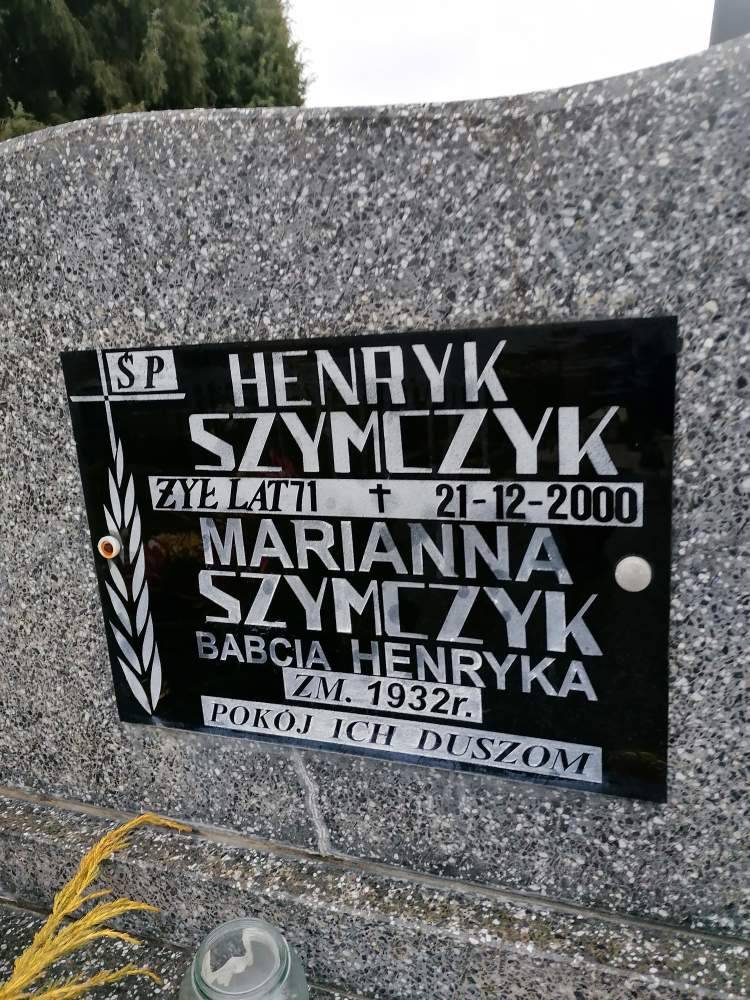 ŚP
HENRYK
SZYMCZYK
ŻYŁ LAT 71 † 21-12-2000
MARIANNA
SZYMCZYK
BABCIA HENRYKA
ZM. 1932r.
POKÓJ ICH DUSZOM